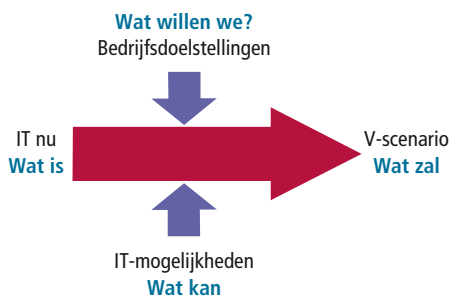 Wat willen we?
Bedrijfsdoelstellingen
IT nu
Wat is
V-scenario
Wat zal
IT-mogelijkheden
Wat kan